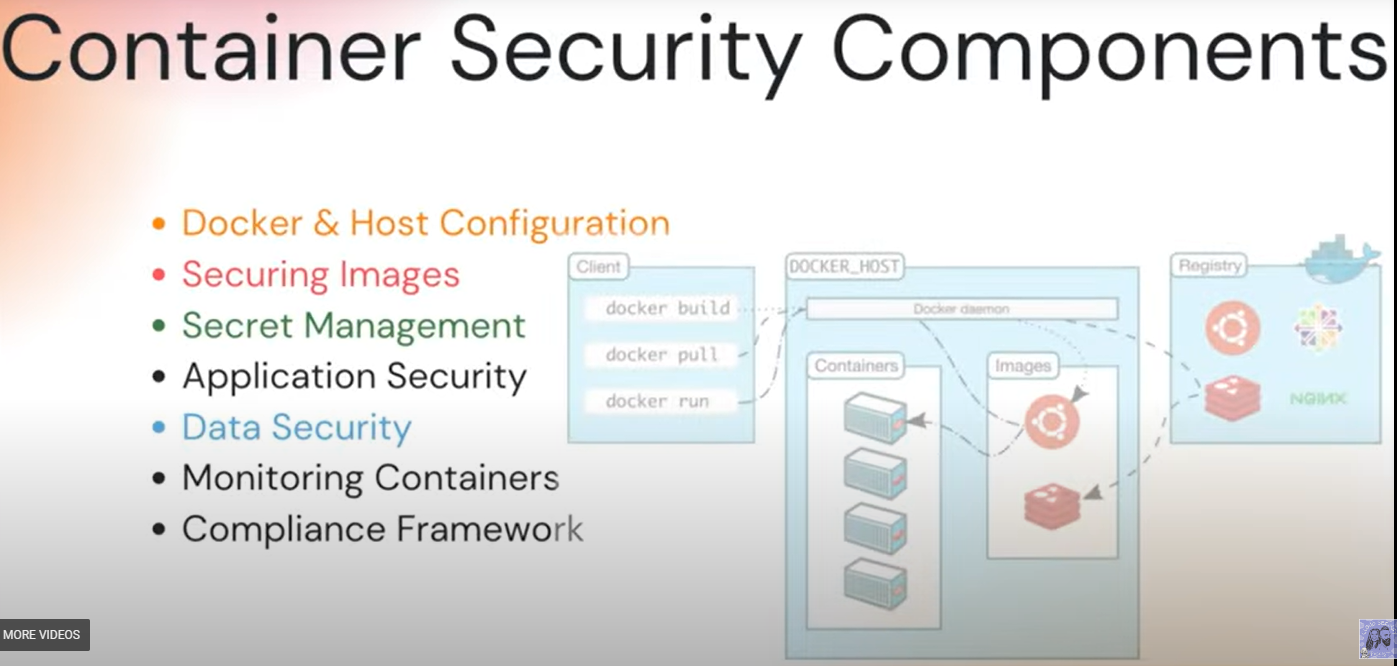 Container Security Components
• Docker & Host Configuration
• Securing Images
• Secret Management
• Application Security
• Data Security
• Monitoring Containers
• Compliance Framework
Client
docker build
docker pull
docker run
DOCKER_HOST
Docker daemon
Containers
Images
Registry
NGINX
MORE VIDEOS